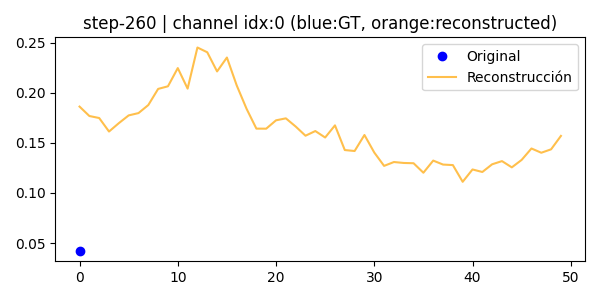 step-260 | channel idx:0 (blue:GT, orange:reconstructed)
Original
Reconstrucción
0.25
0.20
0.15
0.10
0.05
0 10 20 30 40 50